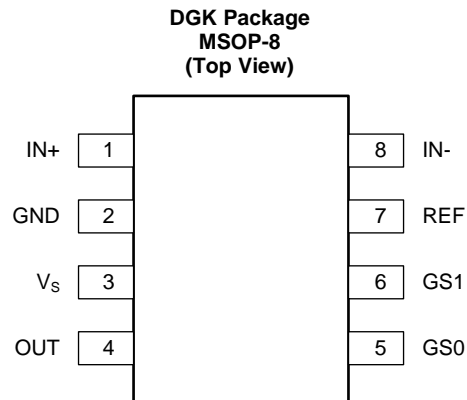 DGK Package
MSOP-8
(Top View)
IN+ 1 8 IN-
GND 2 7 REF
VS 3 6 GS1
OUT 4 5 GS0